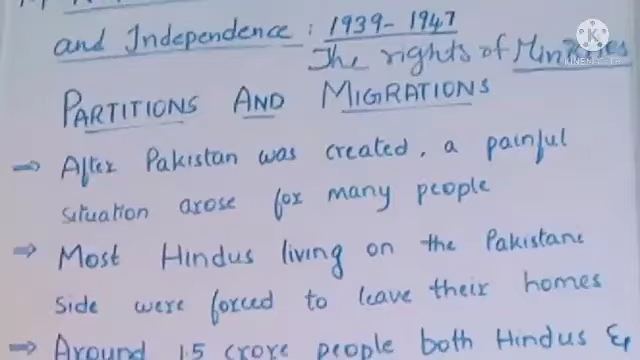 and Independence : 1939-1947
The rights of
KINEMASTER
PARTITIONS AND MIGRATIONS
⇒ After Pakistan was created, a painful
situation arose for many people
⇒ Most Hindus living on the Pakistane
side were forced to leave their homes
⇒ Around 1.5 crore people both Hindus &